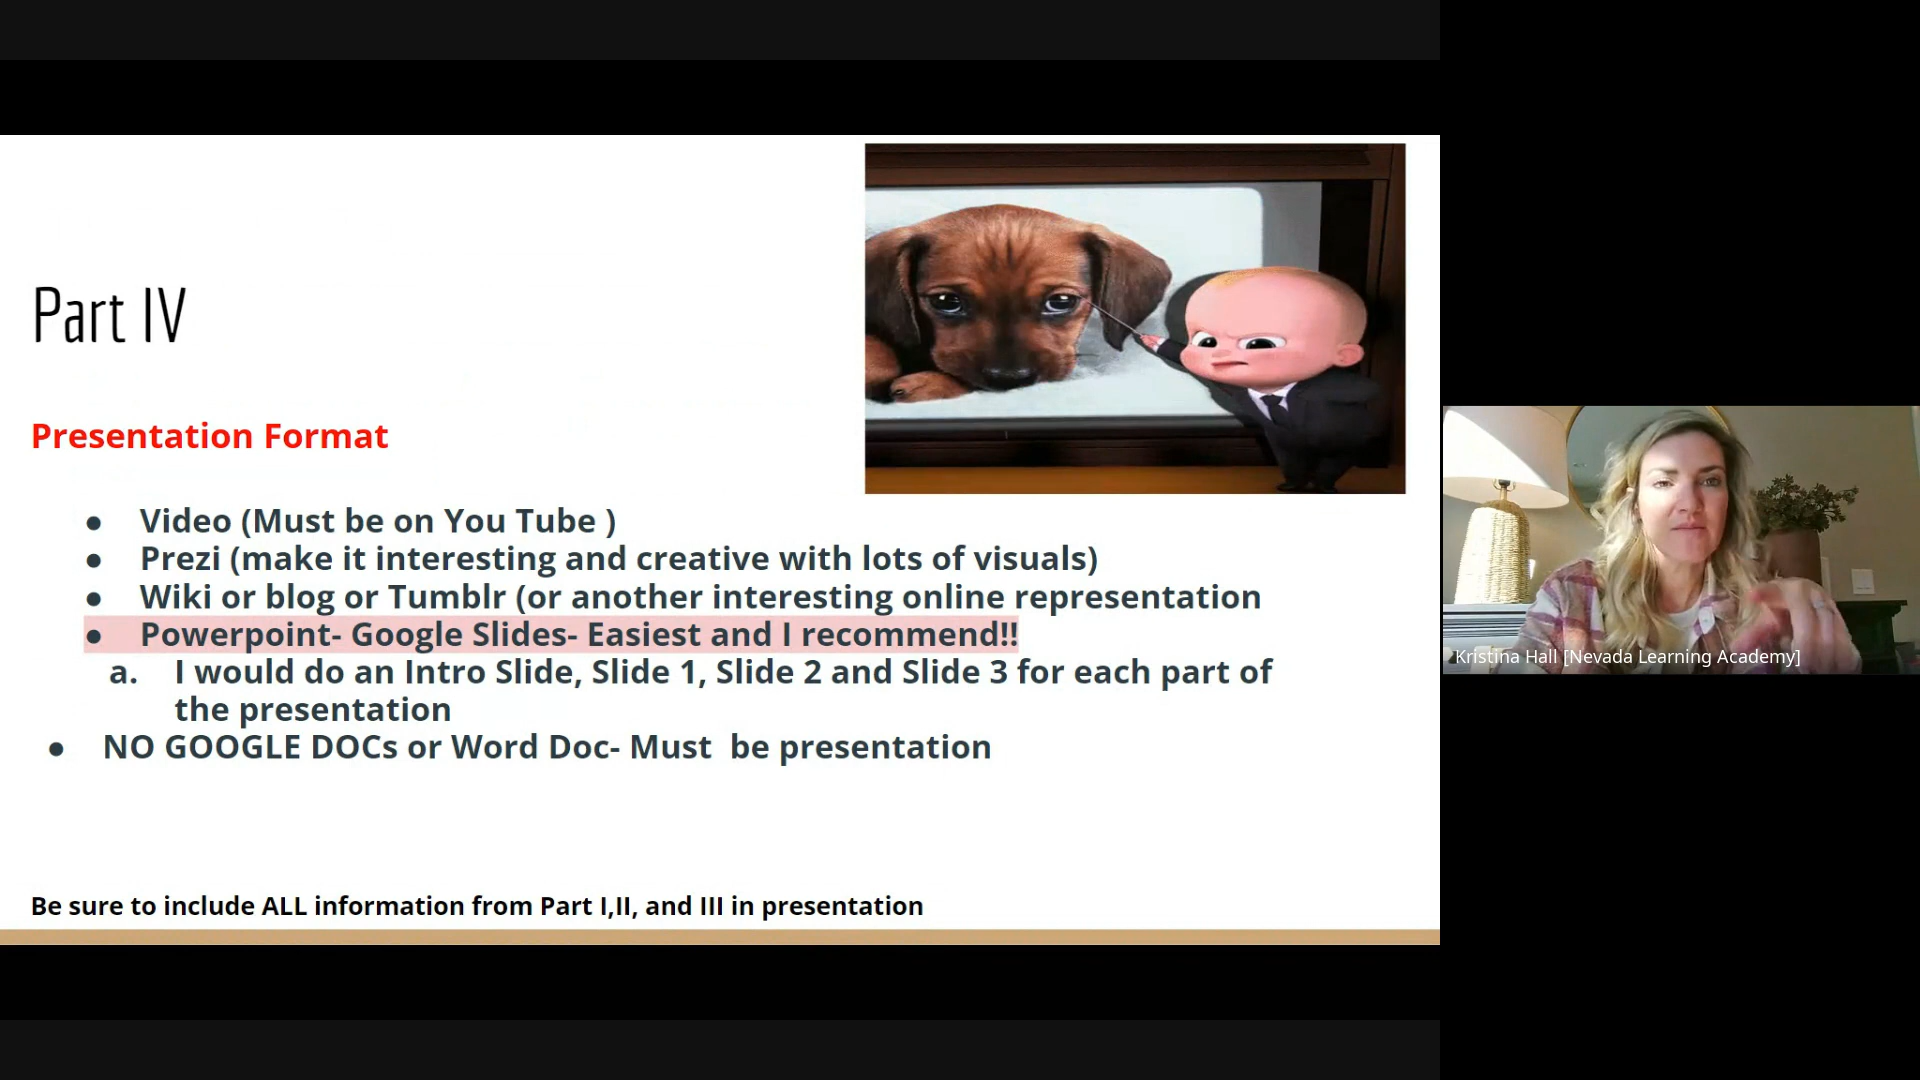 Part IV
Presentation Format
● Video (Must be on You Tube )
● Prezi (make it interesting and creative with lots of visuals)
● Wiki or blog or Tumblr (or another interesting online representation
● Powerpoint- Google Slides- Easiest and I recommend!!
a. I would do an Intro Slide, Slide 1, Slide 2 and Slide 3 for each part of
the presentation
● NO GOOGLE DOCs or Word Doc- Must  be presentation
Be sure to include ALL information from Part I,II, and III in presentation
Kristina Hall [Nevada Learning Academy]